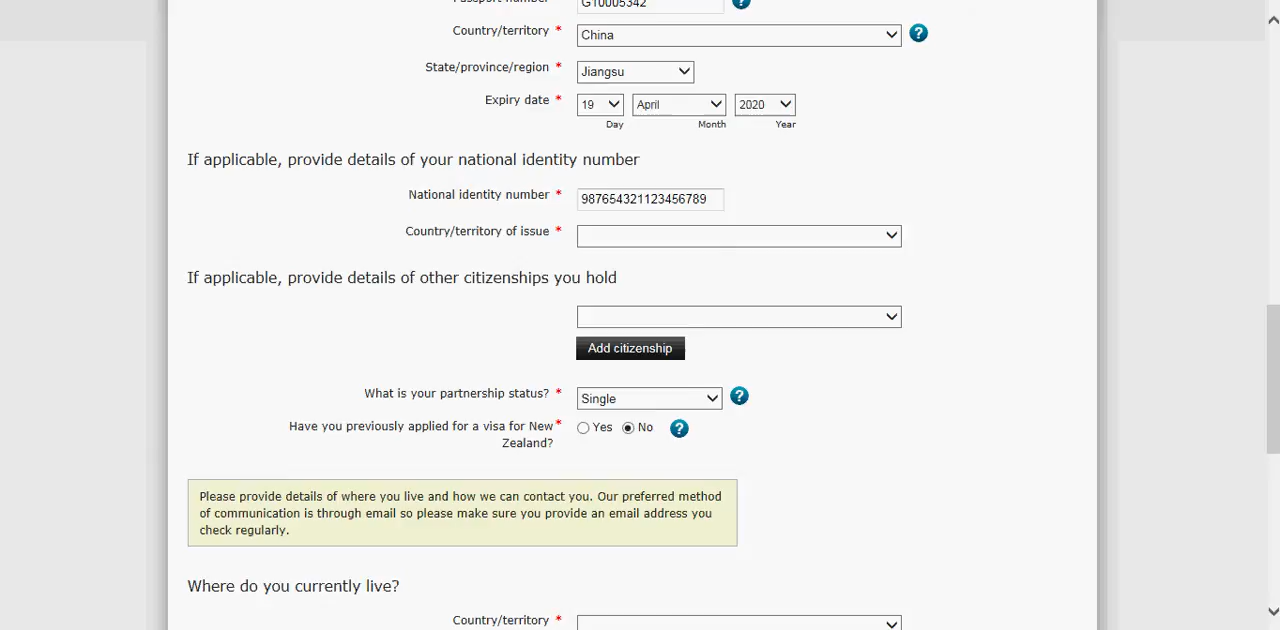 Passport number * G10005342
Country/territory * China
State/province/region * Jiangsu
Expiry date * 19 April 2020
Day Month Year
If applicable, provide details of your national identity number
National identity number * 987654321123456789
Country/territory of issue *
If applicable, provide details of other citizenships you hold
Add citizenship
What is your partnership status? * Single
Have you previously applied for a visa for New * Yes No
Zealand?
Please provide details of where you live and how we can contact you. Our preferred method
of communication is through email so please make sure you provide an email address you
check regularly.
Where do you currently live?
Country/territory *